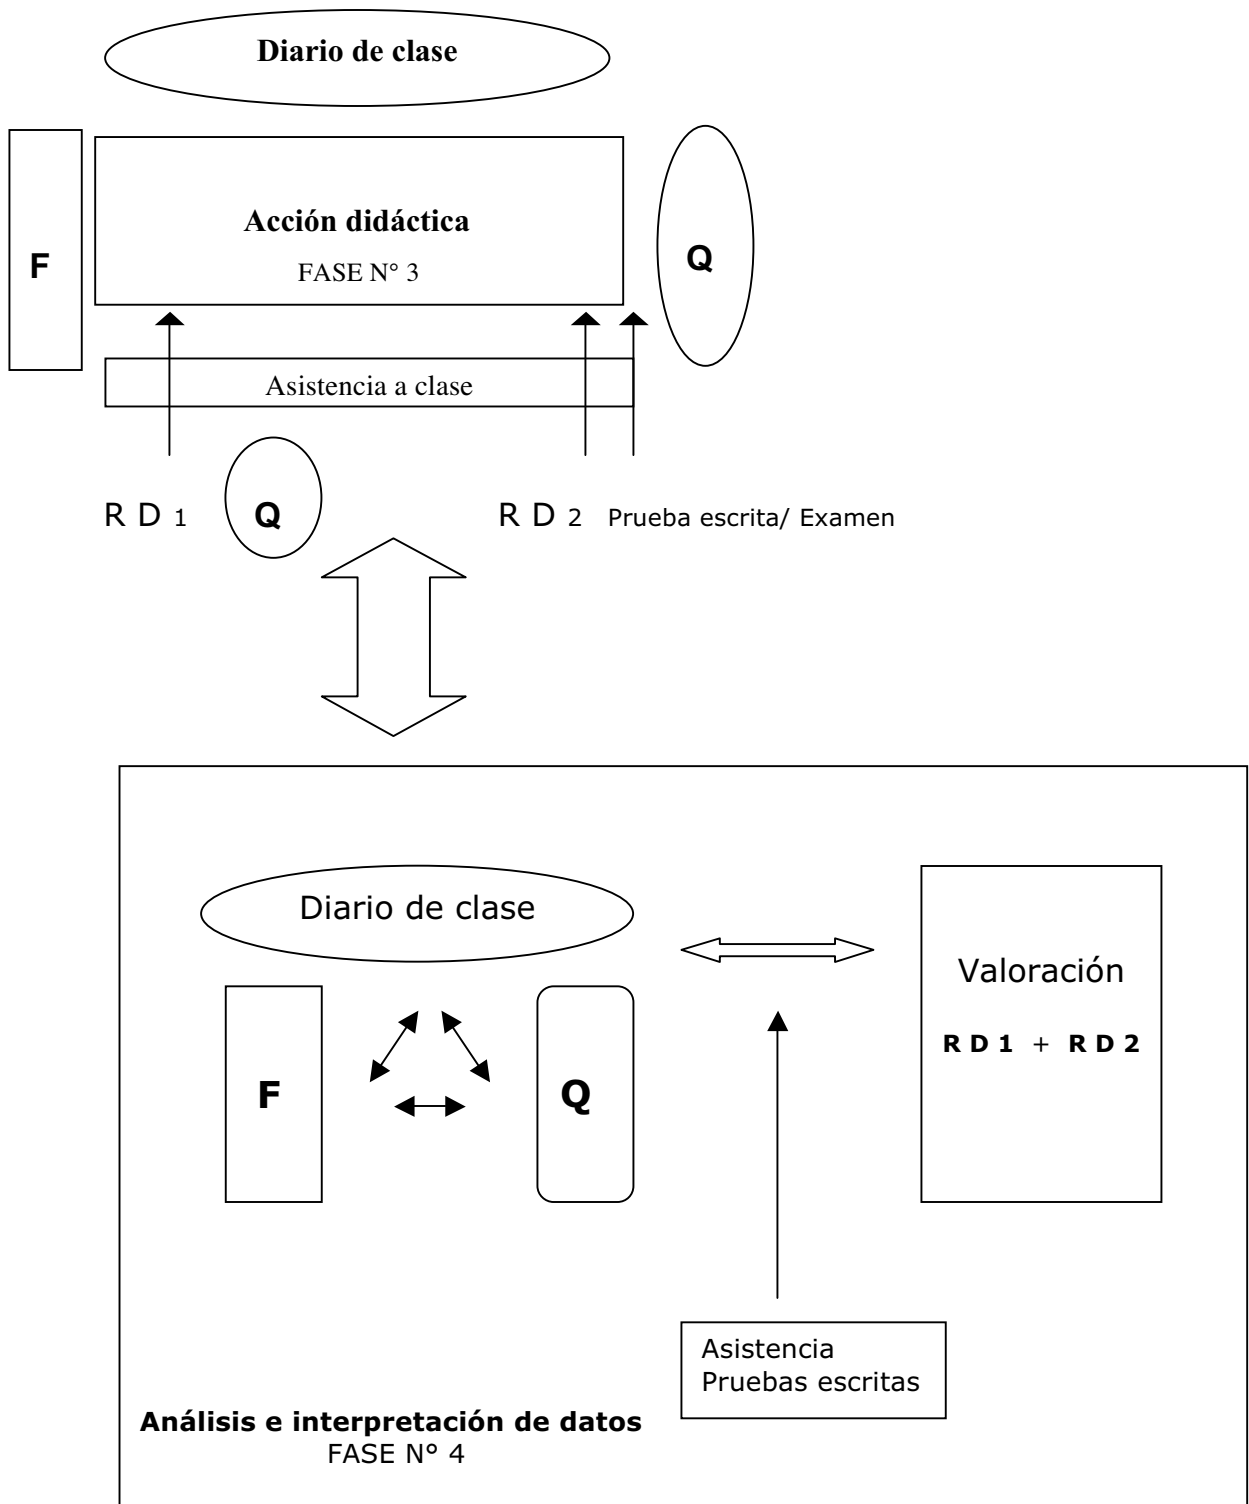 Diario de clase
F
Acción didáctica
FASE N° 3
Q
Asistencia a clase
R D 1
Q
R D 2 Prueba escrita/ Examen
Diario de clase
F
Q
Valoración
R D 1 + R D 2
Asistencia
Pruebas escritas
Análisis e interpretación de datos
FASE N° 4